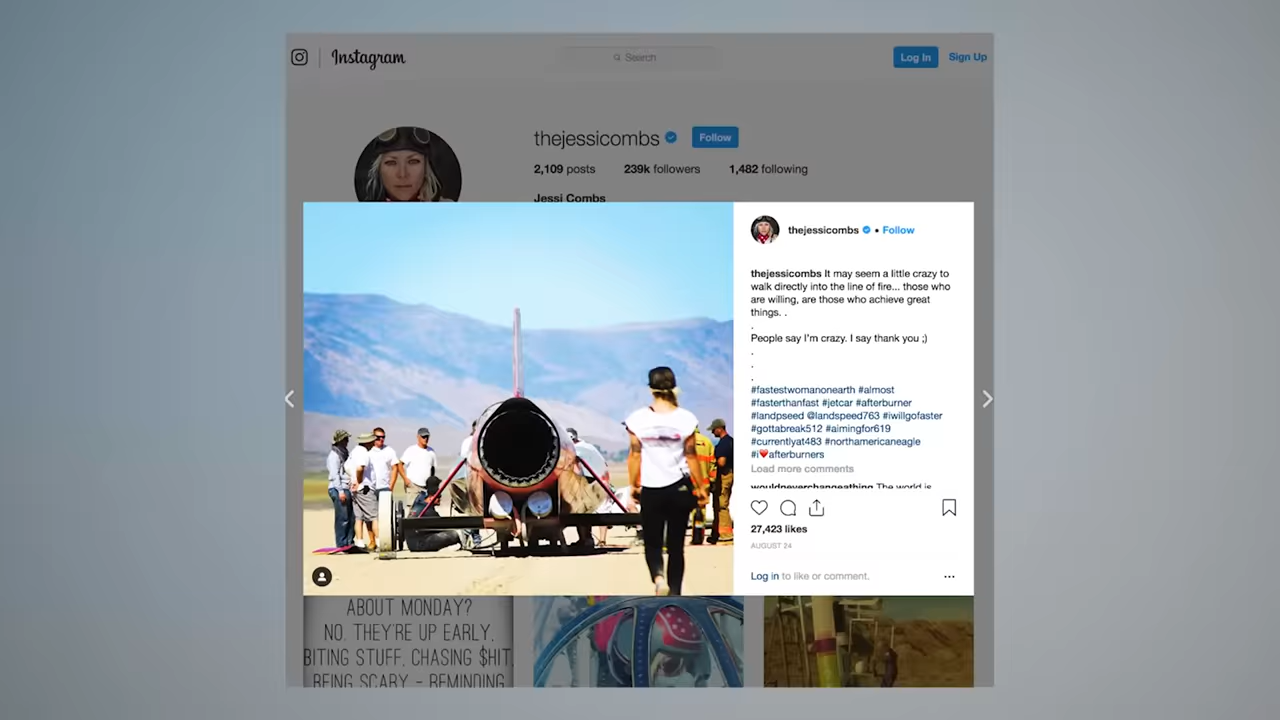 Instagram
Search
Log In
Sign Up
thejessicombs
Follow
2,109 posts 239k followers 1,482 following
Jessi Combs
thejessicombs • Follow
thejessicombs It may seem a little crazy to
walk directly into the line of fire... those who
are willing, are those who achieve great
things. .
.
People say I'm crazy. I say thank you ;)
.
.
.
#fastestwomanonearth #almost
#fasterthanfast #jetcar #afterburner
#landpseed @landspeed763 #iwillgofaster
#gottabreak512 #aimingfor619
#currentlyat483 #northamericaneagle
#i❤️afterburners
Load more comments
wouldneverchangeathing The world is
27,423 likes
AUGUST 24
Log in to like or comment.
ABOUT MONDAY?
NO. THEY'RE UP EARLY,
BITING STUFF, CHASING $HIT,
BEING SCARY - REMINDING